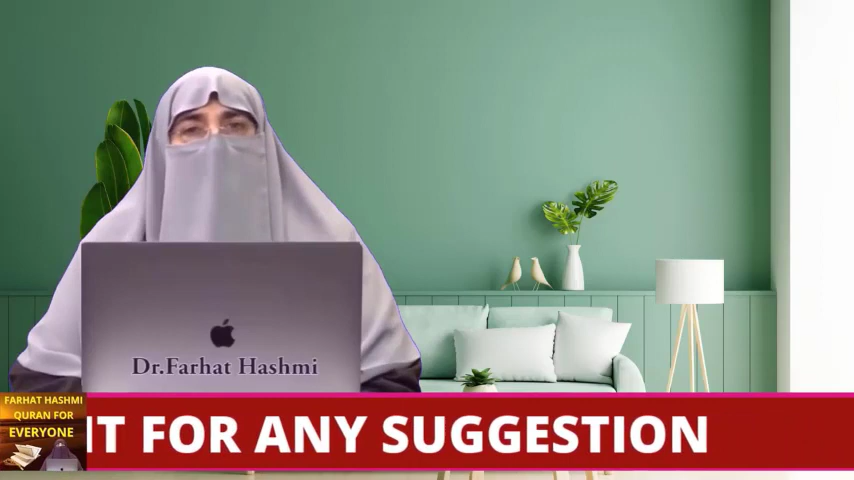 Dr.Farhat Hashmi
FARHAT HASHMI
QURAN FOR
EVERYONE
IT FOR ANY SUGGESTION